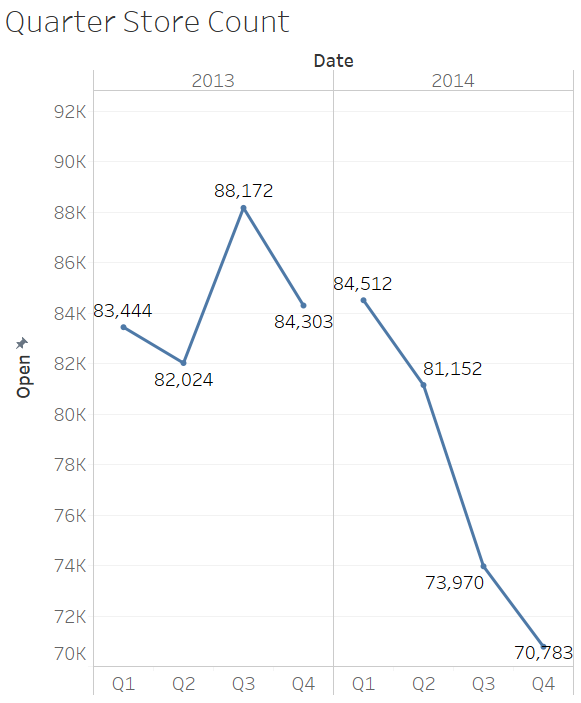 Quarter Store Count
Date
2013 2014
92K
90K
88K
86K
84K
82K
80K
78K
76K
74K
72K
70K
Open
83,444
82,024
88,172
84,303
84,512
81,152
73,970
70,783
Q1 Q2 Q3 Q4 Q1 Q2 Q3 Q4